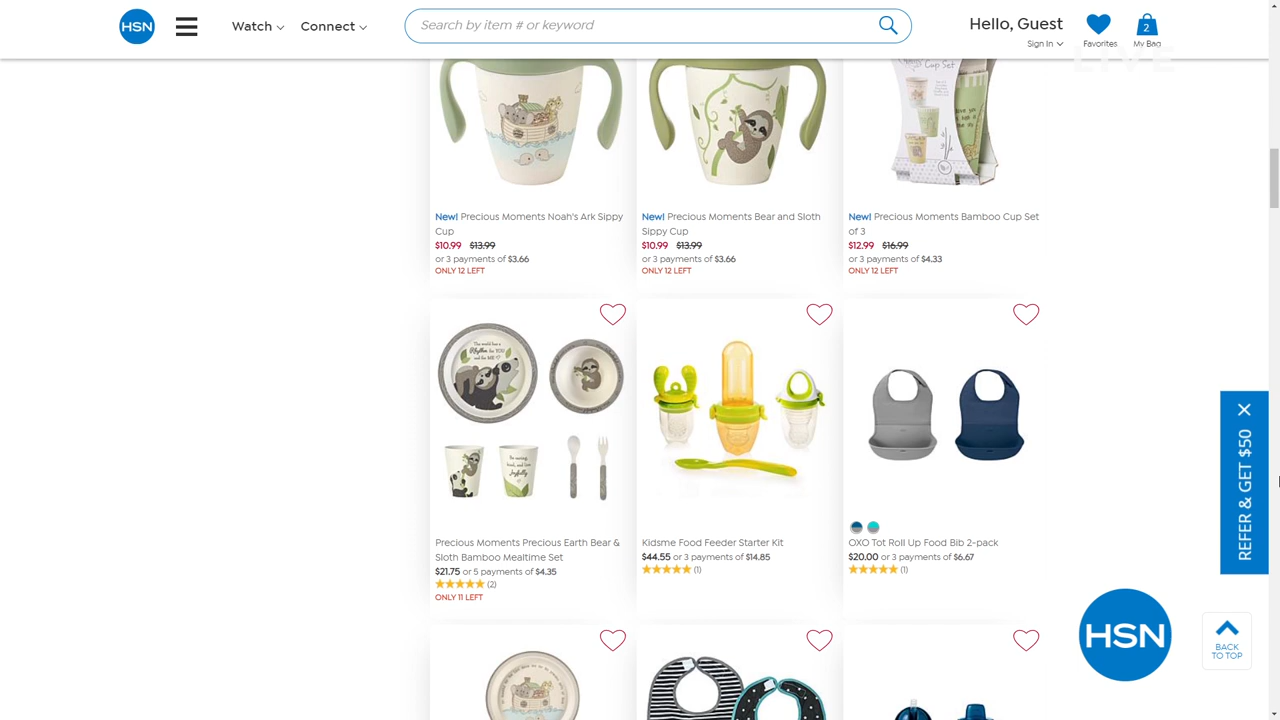 HSN
Watch
Connect
Search by item # or keyword
Hello, Guest
Sign In
Favorites
2
My Bag
LIVE
Cup Set
New! Precious Moments Noah's Ark Sippy
Cup
$10.99 $13.99
or 3 payments of $3.66
ONLY 12 LEFT
New! Precious Moments Bear and Sloth
Sippy Cup
$10.99 $13.99
or 3 payments of $3.66
ONLY 12 LEFT
New! Precious Moments Bamboo Cup Set
of 3
$12.99 $16.99
or 3 payments of $4.33
ONLY 12 LEFT
Precious Moments Precious Earth Bear &
Sloth Bamboo Mealtime Set
$21.75 or 5 payments of $4.35
(2)
ONLY 11 LEFT
Kidsme Food Feeder Starter Kit
$44.55 or 3 payments of $14.85
(1)
OXO Tot Roll Up Food Bib 2-pack
$20.00 or 3 payments of $6.67
(1)
REFER & GET $50
HSN
BACK
TO TOP